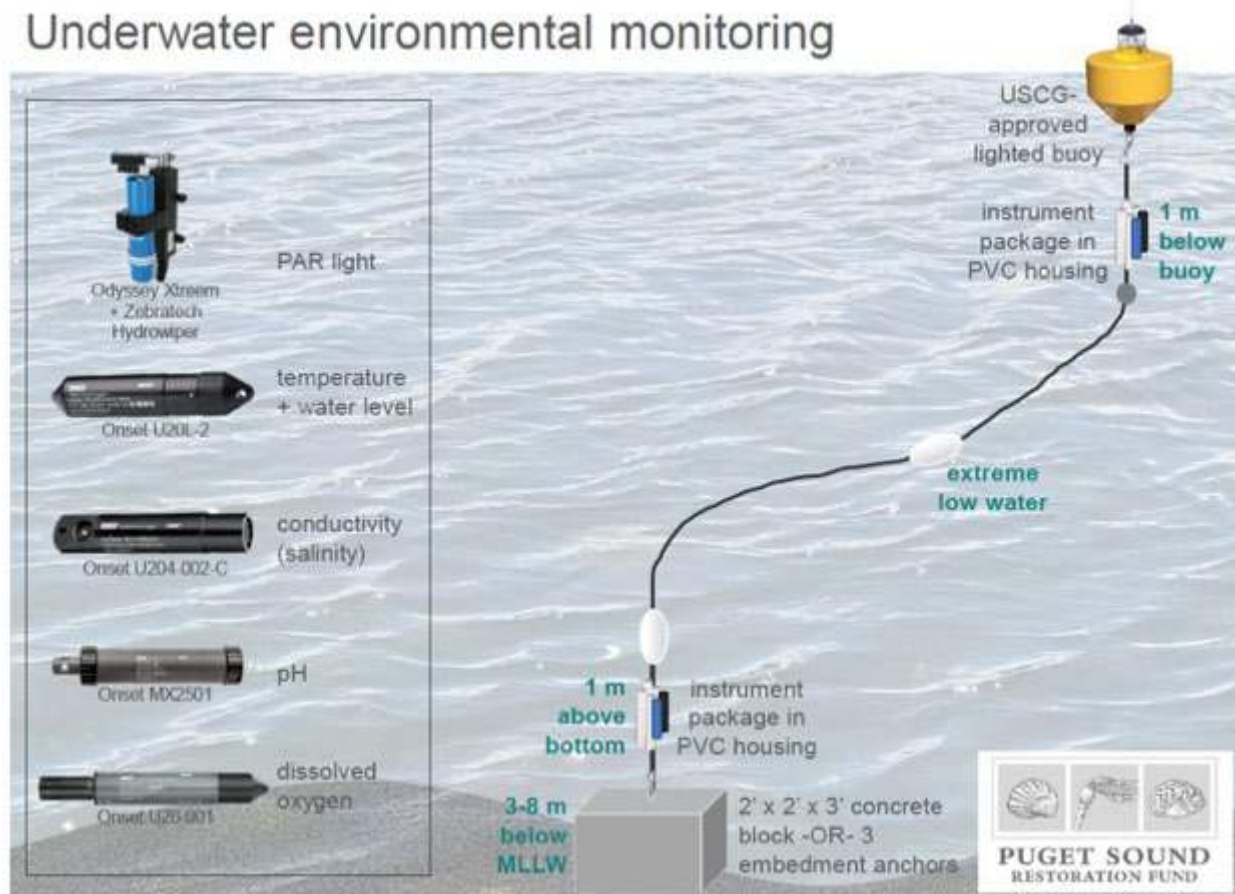 Underwater environmental monitoring
USCG-
approved
lighted buoy
instrument
package in
PVC housing
1 m
below
buoy
PAR light
Odyssey Xtreem
+ Zebratech
Hydrowiper
temperature
+ water level
Onset U20L-2
extreme
low water
conductivity
(salinity)
Onset U204-002-C
pH
Onset MX2501
1 m
above
bottom
instrument
package in
PVC housing
dissolved
oxygen
Onset U26-001
3-8 m
below
MLLW
2' x 2' x 3' concrete
block -OR- 3
embedment anchors
PUGET SOUND
RESTORATION FUND